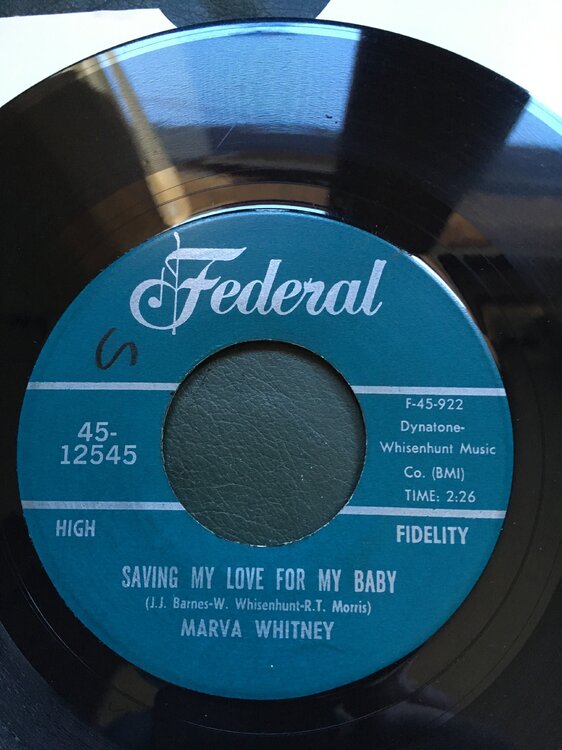 Federal
S
45-
12545
F-45-922
Dynatone-
Whisenhunt Music
Co. (BMI)
TIME: 2:26
HIGH
FIDELITY
SAVING MY LOVE FOR MY BABY
(J.J. Barnes-W. Whisenhunt-R.T. Morris)
MARVA WHITNEY